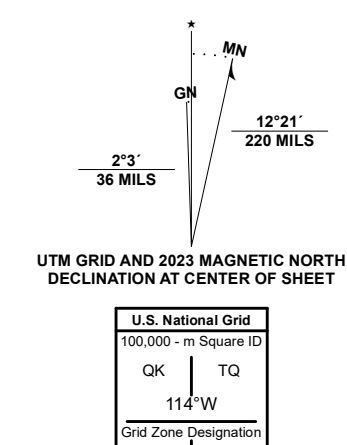 ★
MN
GN
12°21´
220 MILS
2°3´
36 MILS
UTM GRID AND 2023 MAGNETIC NORTH
DECLINATION AT CENTER OF SHEET
U.S. National Grid
100,000 - m Square ID
QK TQ
114°W
Grid Zone Designation